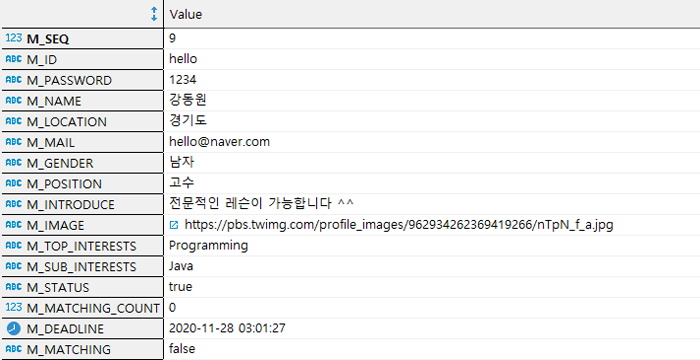 Value
123 M_SEQ 9
ABC M_ID hello
ABC M_PASSWORD 1234
ABC M_NAME 강동원
ABC M_LOCATION 경기도
ABC M_MAIL hello@naver.com
ABC M_GENDER 남자
ABC M_POSITION 고수
ABC M_INTRODUCE 전문적인 레슨이 가능합니다 ^^
ABC M_IMAGE https://pbs.twimg.com/profile_images/962934262369419266/nTpN_f_a.jpg
ABC M_TOP_INTERESTS Programming
ABC M_SUB_INTERESTS Java
ABC M_STATUS true
123 M_MATCHING_COUNT 0
M_DEADLINE 2020-11-28 03:01:27
ABC M_MATCHING false